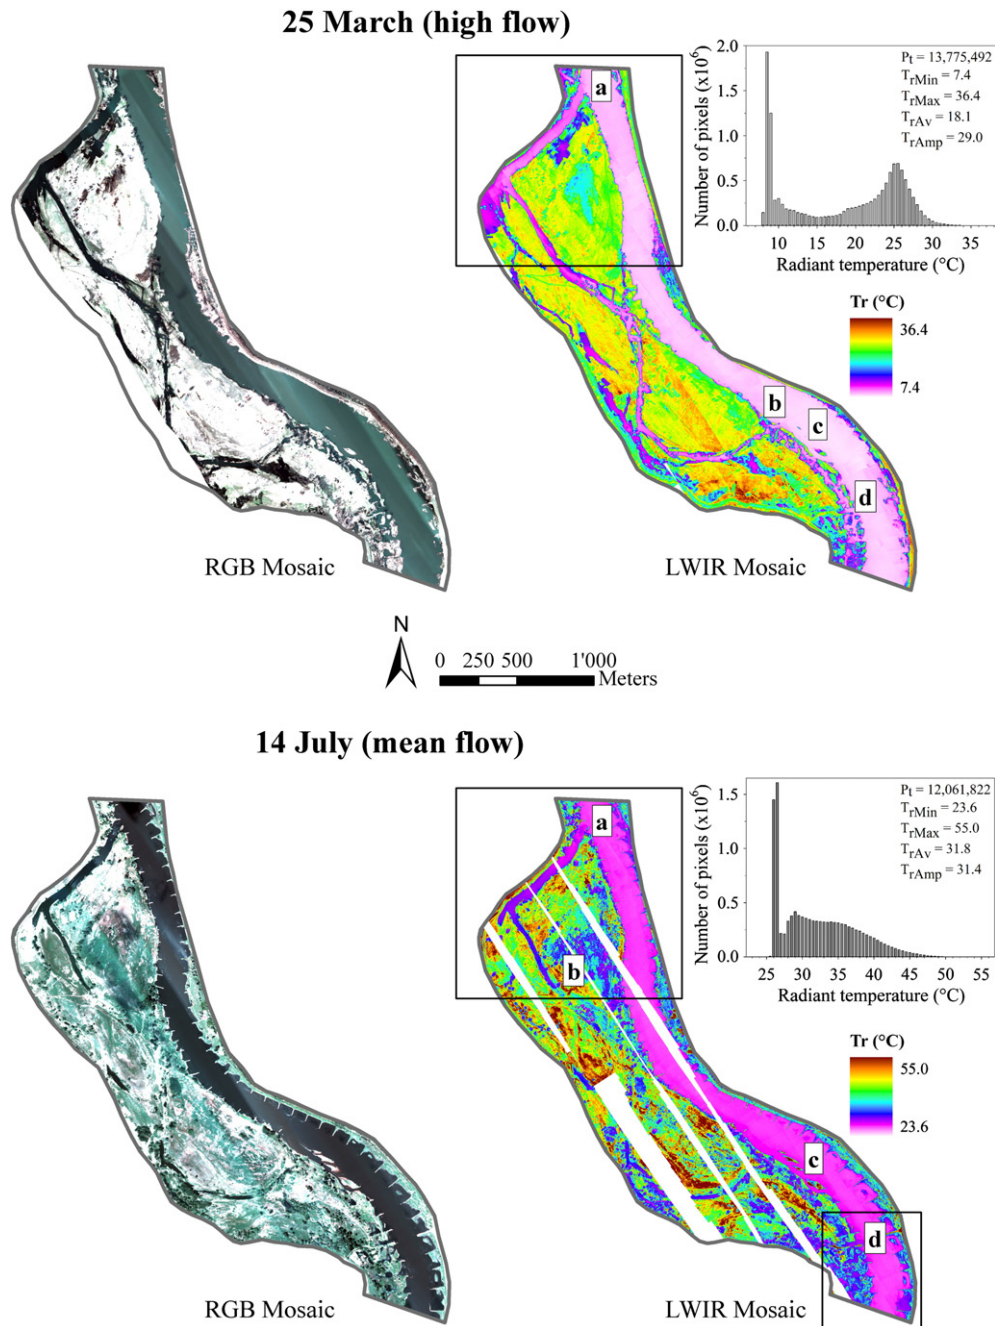 25 March (high flow)
a
b
c
d
RGB Mosaic
LWIR Mosaic
Number of pixels (x10⁶)
2.0
1.5
1.0
0.5
0.0
10 15 20 25 30 35
Radiant temperature (°C)
Pt = 13,775,492
TrMin = 7.4
TrMax = 36.4
TrAv = 18.1
TrAmp = 29.0
Tr (°C)
36.4
7.4
N
0 250 500 1'000
Meters
14 July (mean flow)
a
b
c
d
RGB Mosaic
LWIR Mosaic
Number of pixels (x10⁶)
1.5
1.0
0.5
0.0
25 30 35 40 45 50 55
Radiant temperature (°C)
Pt = 12,061,822
TrMin = 23.6
TrMax = 55.0
TrAv = 31.8
TrAmp = 31.4
Tr (°C)
55.0
23.6